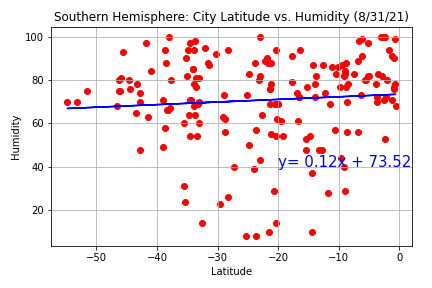 Southern Hemisphere: City Latitude vs. Humidity (8/31/21)
100
80
60
40
20
Humidity
y= 0.12x + 73.52
−50
−40
−30
−20
−10
0
Latitude